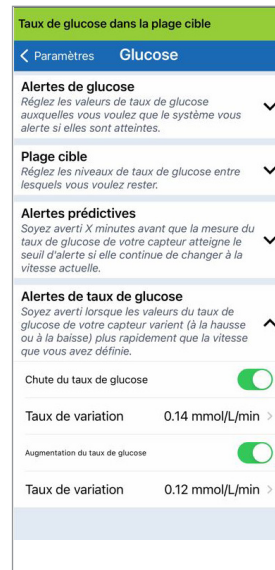 Taux de glucose dans la plage cible
Paramètres Glucose
Alertes de glucose
Réglez les valeurs de taux de glucose
auxquelles vous voulez que le système vous
alerte si elles sont atteintes.
Plage cible
Réglez les niveaux de taux de glucose entre
lesquels vous voulez rester.
Alertes prédictives
Soyez averti X minutes avant que la mesure du
taux de glucose de votre capteur atteigne le
seuil d'alerte si elle continue de changer à la
vitesse actuelle.
Alertes de taux de glucose
Soyez averti lorsque les valeurs du taux de
glucose de votre capteur varient (à la hausse
ou à la baisse) plus rapidement que la vitesse
que vous avez définie.
Chute du taux de glucose
Taux de variation 0.14 mmol/L/min
Augmentation du taux de glucose
Taux de variation 0.12 mmol/L/min